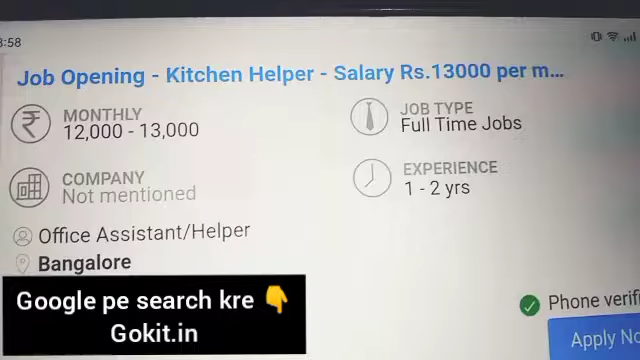 8:58
Job Opening - Kitchen Helper - Salary Rs.13000 per m...
MONTHLY
12,000 - 13,000
JOB TYPE
Full Time Jobs
COMPANY
Not mentioned
EXPERIENCE
1 - 2 yrs
Office Assistant/Helper
Bangalore
Phone verifi
Apply No
Google pe search kre 👇
Gokit.in